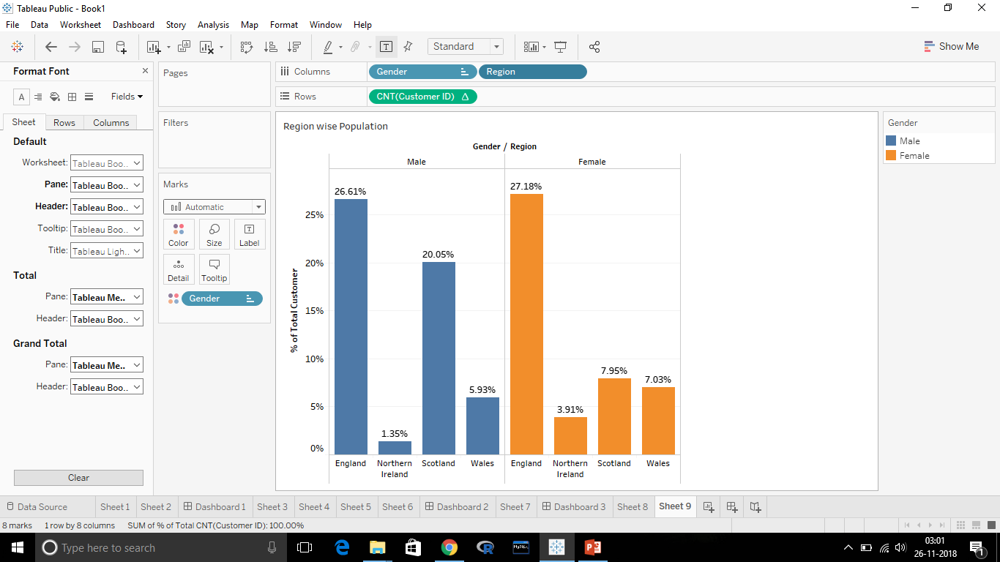 Tableau Public - Book1
File Data Worksheet Dashboard Story Analysis Map Format Window Help
Standard
Show Me
Format Font
Fields
Sheet Rows Columns
Default
Worksheet: Tableau Boo..
Pane: Tableau Boo..
Header: Tableau Boo..
Tooltip: Tableau Boo..
Title: Tableau Ligh..
Total
Pane: Tableau Me..
Header: Tableau Boo..
Grand Total
Pane: Tableau Me..
Header: Tableau Boo..
Clear
Pages
Filters
Marks
Automatic
Color Size Label
Detail Tooltip
Gender
Columns Gender Region
Rows CNT(Customer ID) Δ
Region wise Population
Gender / Region
Male Female
% of Total Customer
25%
20%
15%
10%
5%
0%
26.61% 1.35% 20.05% 5.93% 27.18% 3.91% 7.95% 7.03%
England Northern Ireland Scotland Wales England Northern Ireland Scotland Wales
Gender
Male
Female
Data Source Sheet 1 Sheet 2 Dashboard 1 Sheet 3 Sheet 4 Sheet 5 Sheet 6 Dashboard 2 Sheet 7 Dashboard 3 Sheet 8 Sheet 9
8 marks 1 row by 8 columns SUM of % of Total CNT(Customer ID): 100.00%
Type here to search
R
MySQL
P
03:01
26-11-2018
1